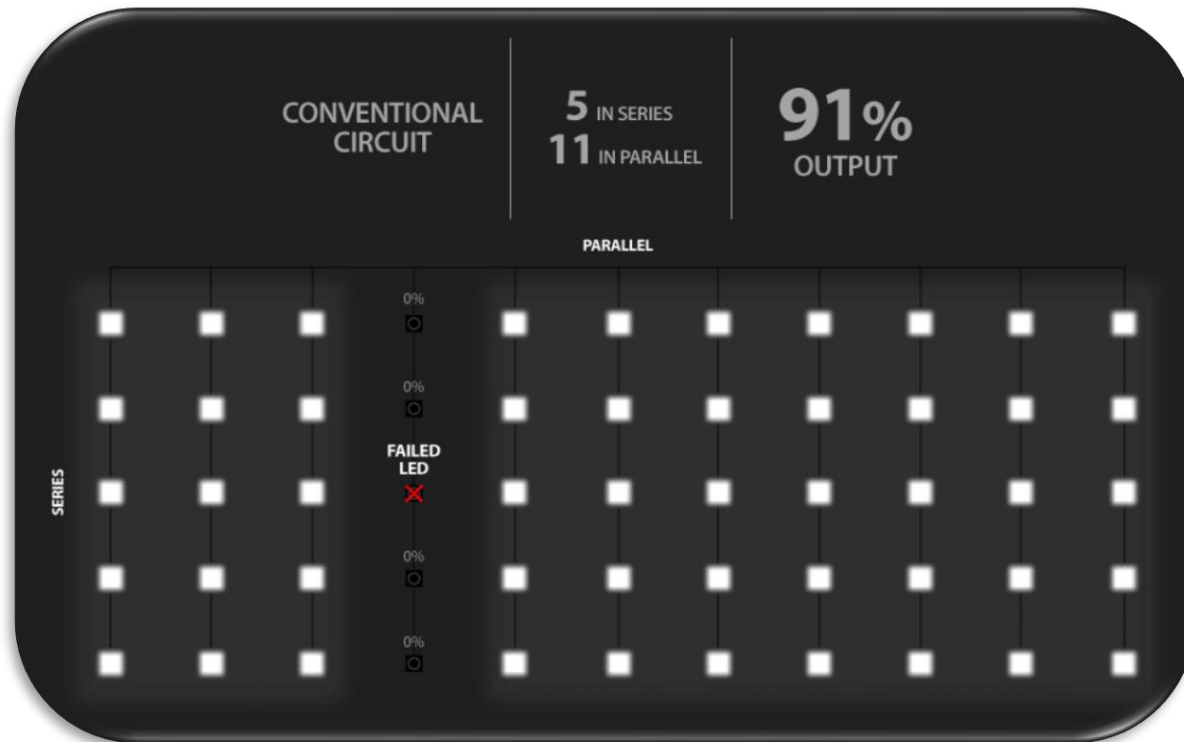 CONVENTIONAL
CIRCUIT
5 IN SERIES
11 IN PARALLEL
91%
OUTPUT
PARALLEL
0%
0%
FAILED
LED
SERIES
0%
0%